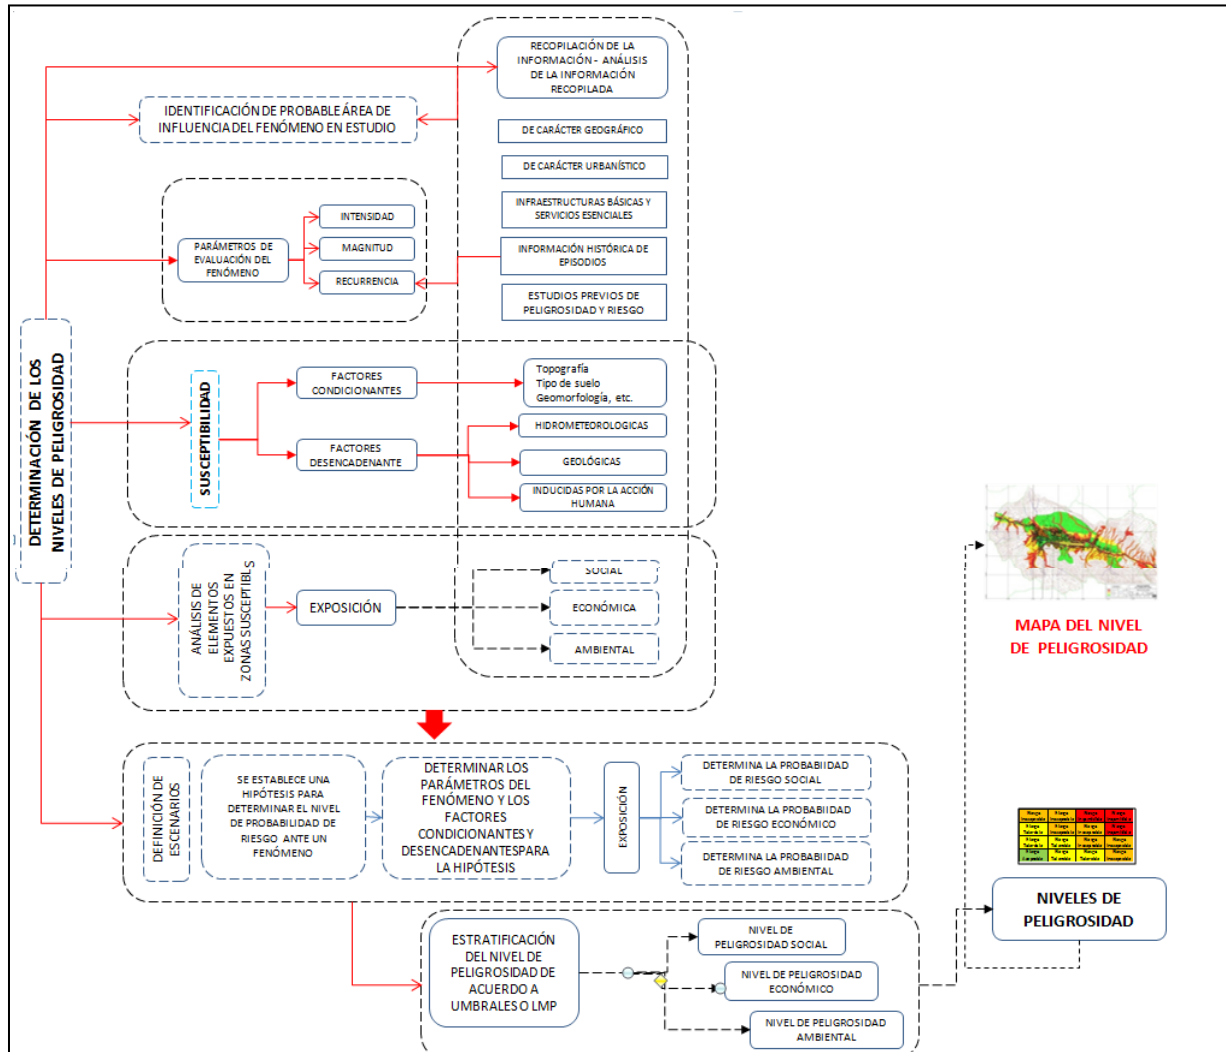 RECOPILACIÓN DE LA
INFORMACIÓN - ANÁLISIS
DE LA INFORMACIÓN
RECOPILADA
IDENTIFICACIÓN DE PROBABLE ÁREA DE
INFLUENCIA DEL FENÓMENO EN ESTUDIO
DE CARÁCTER GEOGRÁFICO
DE CARÁCTER URBANÍSTICO
INFRAESTRUCTURAS BÁSICAS Y
SERVICIOS ESENCIALES
INFORMACIÓN HISTÓRICA DE
EPISODIOS
ESTUDIOS PREVIOS DE
PELIGROSIDAD Y RIESGO
PARÁMETROS DE
EVALUACIÓN DEL
FENÓMENO
INTENSIDAD
MAGNITUD
RECURRENCIA
DETERMINACIÓN DE LOS
NIVELES DE PELIGROSIDAD
SUSCEPTIBILIDAD
FACTORES
CONDICIONANTES
Topografía
Tipo de suelo
Geomorfología, etc.
FACTORES
DESENCADENANTE
HIDROMETEOROLOGICAS
GEOLÓGICAS
INDUCIDAS POR LA ACCIÓN
HUMANA
ANÁLISIS DE
ELEMENTOS
EXPUESTOS EN
ZONAS SUSCEPTIBLS
EXPOSICIÓN
SOCIAL
ECONÓMICA
AMBIENTAL
MAPA DEL NIVEL
DE PELIGROSIDAD
DEFINICIÓN DE
ESCENARIOS
SE ESTABLECE UNA
HIPÓTESIS PARA
DETERMINAR EL NIVEL
DE PROBABILIDAD DE
RIESGO ANTE UN
FENÓMENO
DETERMINAR LOS
PARÁMETROS DEL
FENÓMENO Y LOS
FACTORES
CONDICIONANTES Y
DESENCADENANTESPARA
LA HIPÓTESIS
EXPOSICIÓN
DETERMINA LA PROBABIIDAD
DE RIESGO SOCIAL
DETERMINA LA PROBABIIDAD
DE RIESGO ECONÓMICO
DETERMINA LA PROBABIIDAD
DE RIESGO AMBIENTAL
ESTRATIFICACIÓN
DEL NIVEL DE
PELIGROSIDAD DE
ACUERDO A
UMBRALES O LMP
NIVEL DE
PELIGROSIDAD SOCIAL
NIVEL DE PELIGROSIDAD
ECONÓMICO
NIVEL DE PELIGROSIDAD
AMBIENTAL
NIVELES DE
PELIGROSIDAD